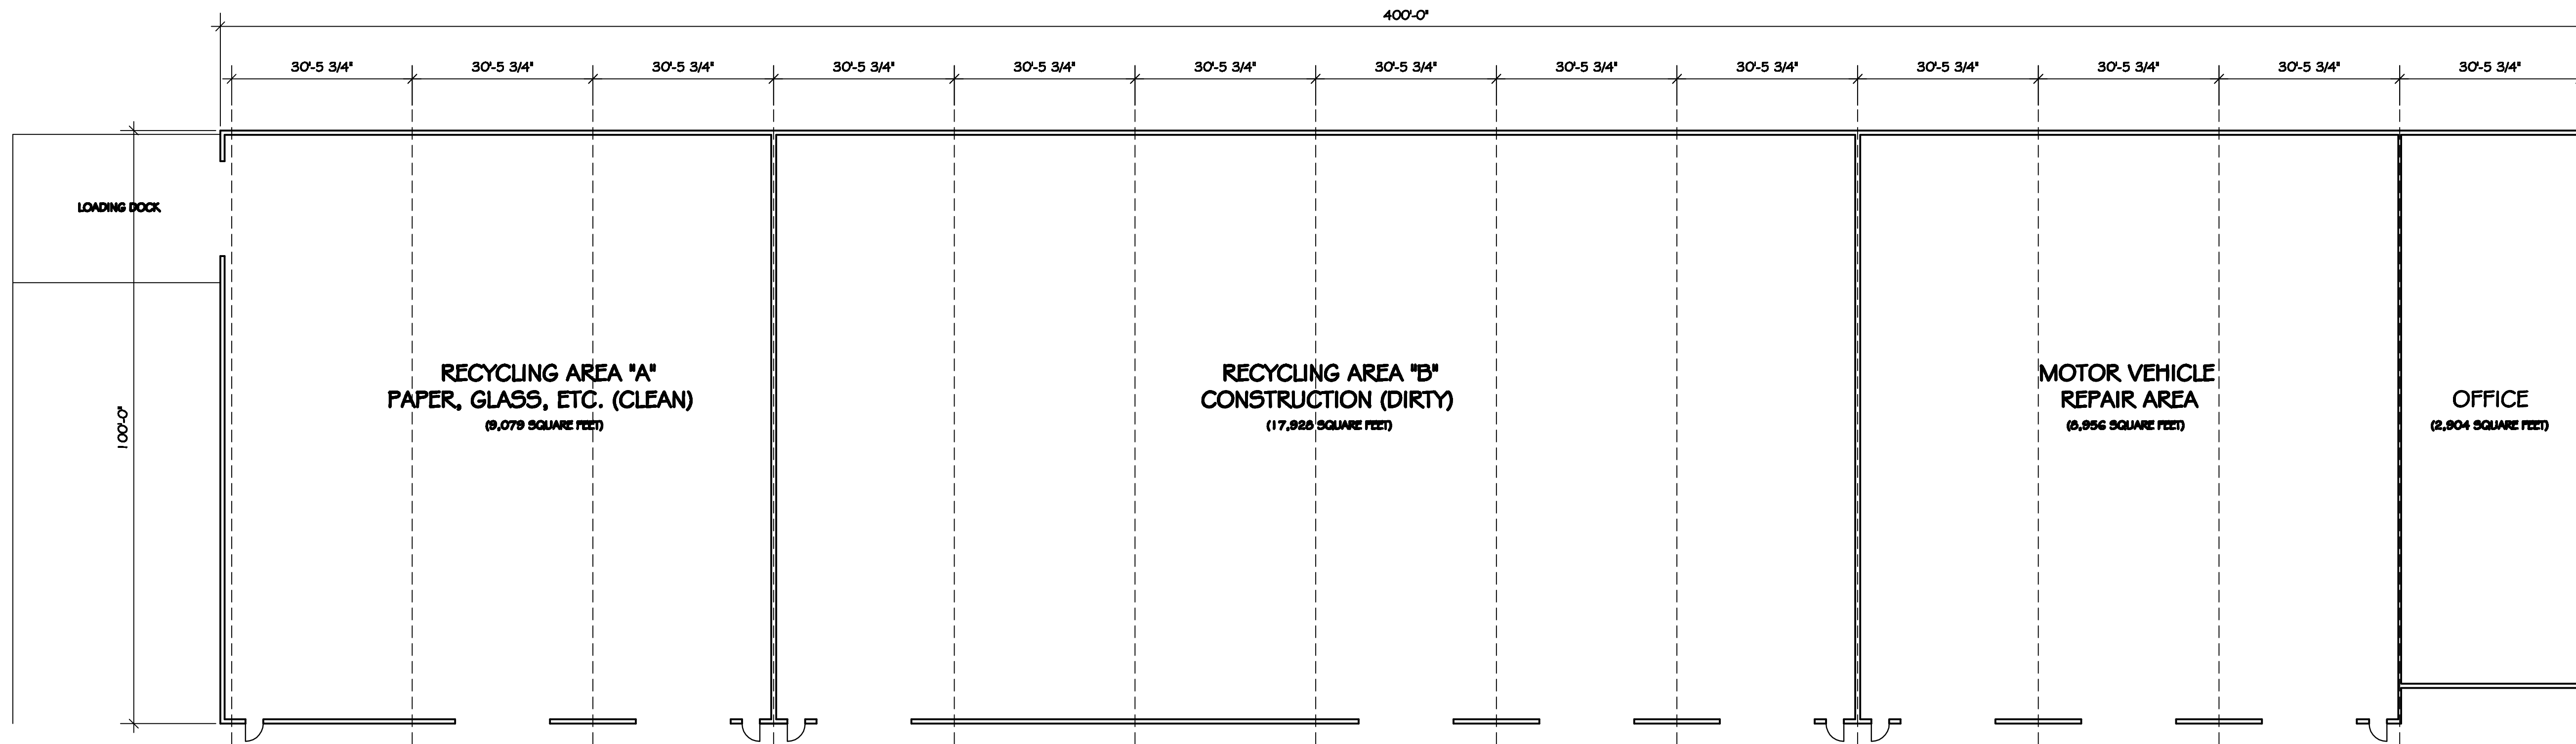 400'-0"
30'-5 3/4" 30'-5 3/4" 30'-5 3/4" 30'-5 3/4" 30'-5 3/4" 30'-5 3/4" 30'-5 3/4" 30'-5 3/4" 30'-5 3/4" 30'-5 3/4" 30'-5 3/4" 30'-5 3/4" 30'-5 3/4"
LOADING DOCK
100'-0"
RECYCLING AREA "A"
PAPER, GLASS, ETC. (CLEAN)
(9,079 SQUARE FEET)
RECYCLING AREA "B"
CONSTRUCTION (DIRTY)
(17,928 SQUARE FEET)
MOTOR VEHICLE
REPAIR AREA
(8,956 SQUARE FEET)
OFFICE
(2,904 SQUARE FEET)